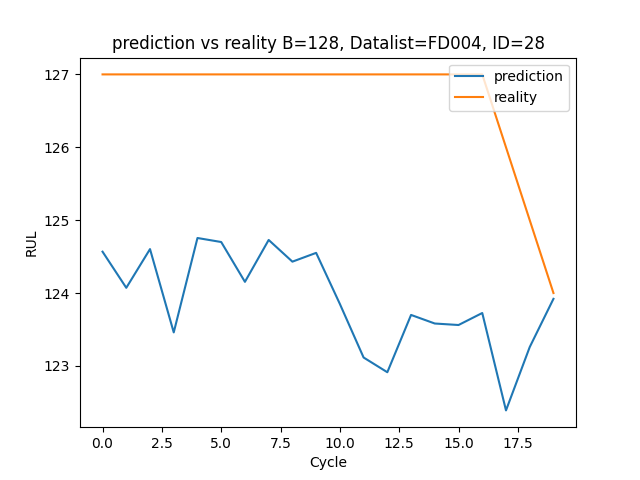 prediction vs reality B=128, Datalist=FD004, ID=28
prediction
reality
127
126
125
124
123
RUL
0.0 2.5 5.0 7.5 10.0 12.5 15.0 17.5
Cycle